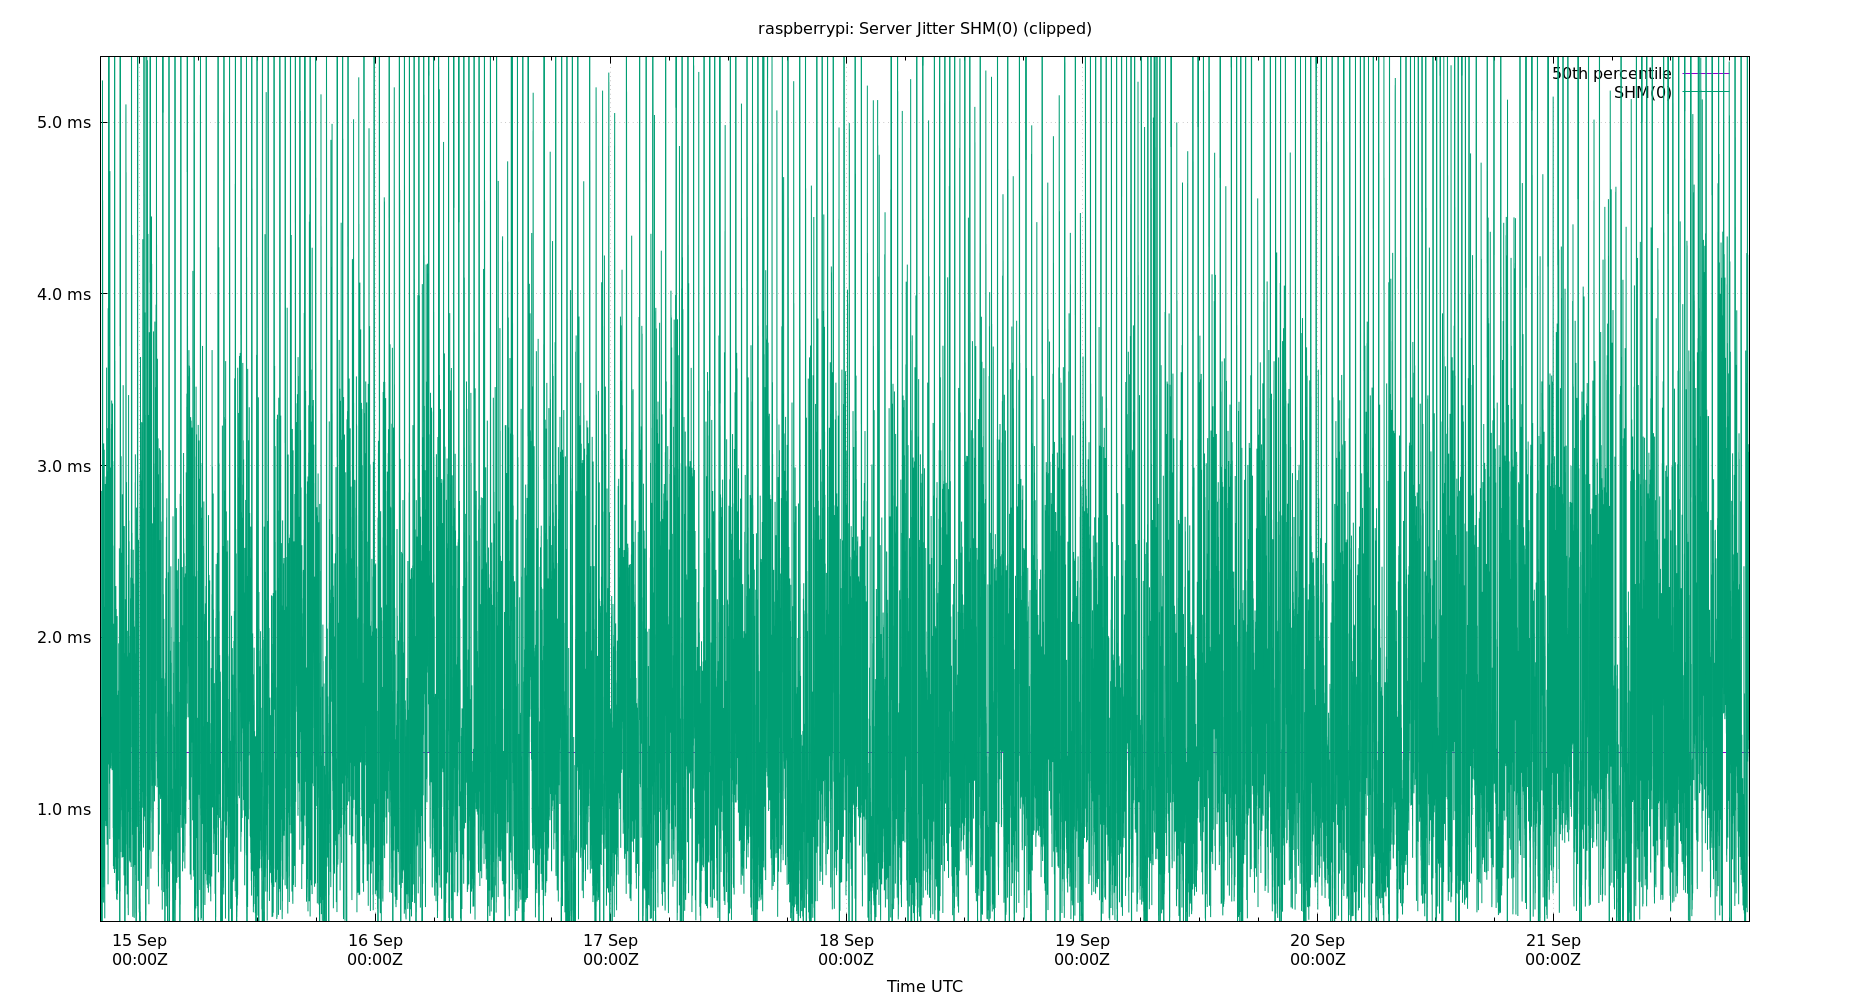 raspberrypi: Server Jitter SHM(0) (clipped)
50th percentile
SHM(0)
5.0 ms
4.0 ms
3.0 ms
2.0 ms
1.0 ms
15 Sep 16 Sep 17 Sep 18 Sep 19 Sep 20 Sep 21 Sep
00:00Z 00:00Z 00:00Z 00:00Z 00:00Z 00:00Z 00:00Z
Time UTC